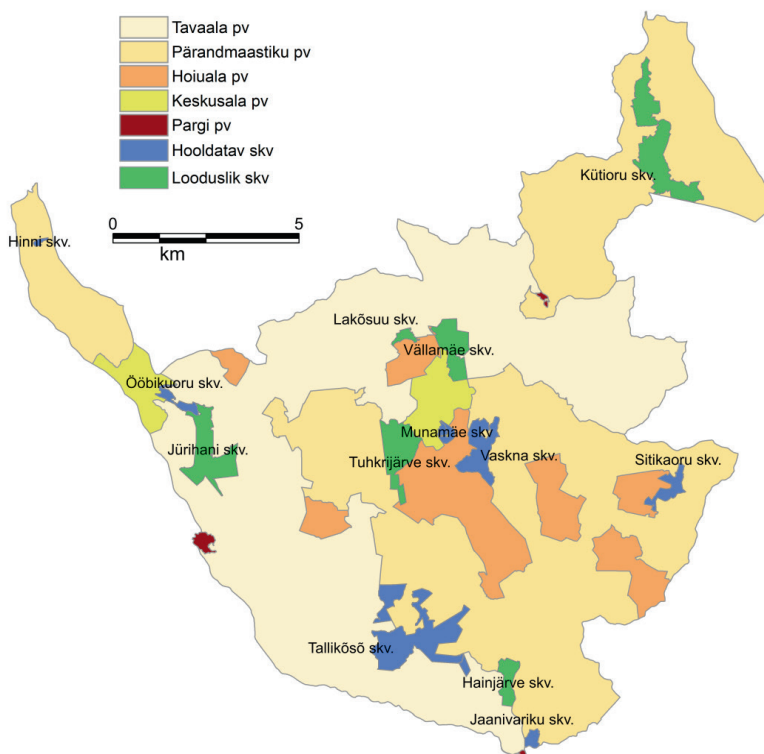 Tavaala pv
Pärandmaastiku pv
Hoiuala pv
Keskusala pv
Pargi pv
Hooldatav skv
Looduslik skv
0 5
km
Kütioru skv.
Hinni skv.
Lakõsuu skv.
Vällamäe skv.
Ööbikuoru skv.
Munamäe skv
Jürihani skv.
Tuhkrijärve skv.
Vaskna skv.
Sitikaoru skv.
Tallikõsõ skv.
Hainjärve skv.
Jaanivariku skv.